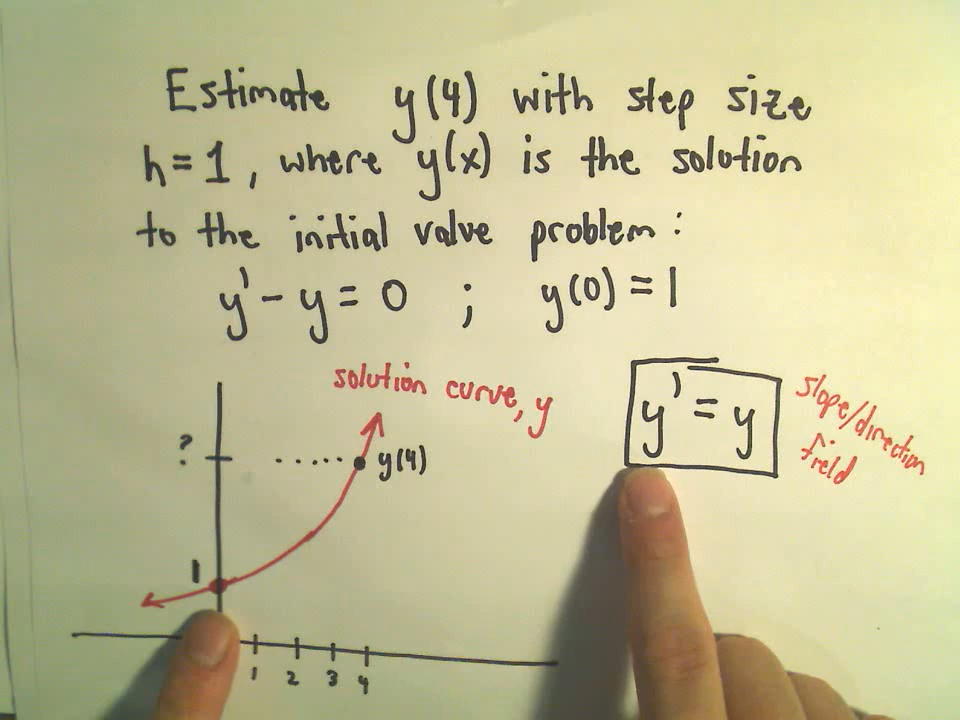 Estimate y(4) with step size
h = 1, where y(x) is the solution
to the initial value problem:
y' - y = 0 ; y(0) = 1
solution curve, y
y' = y
slope/direction
field
? ..... y(4)
1
1 2 3 4